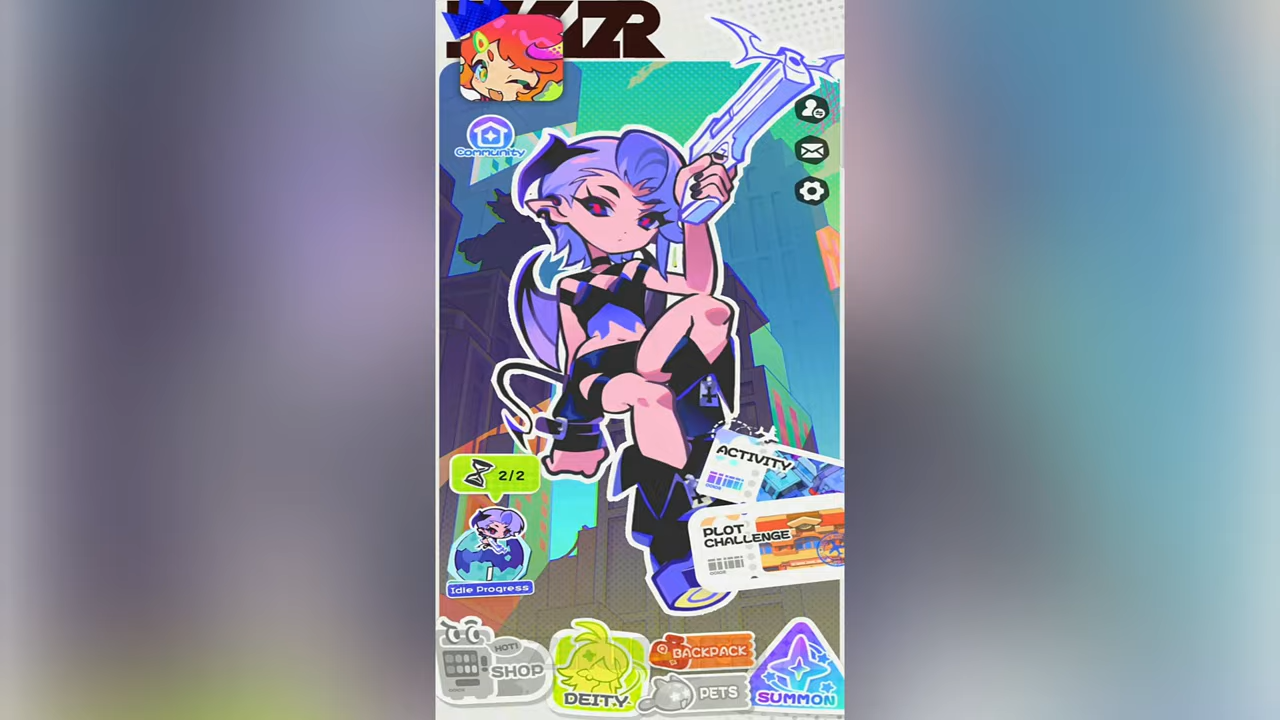 Community
ACTIVITY
2/2
PLOT
CHALLENGE
Idle Progress
HOT!
SHOP
DEITY
BACKPACK
PETS
SUMMON